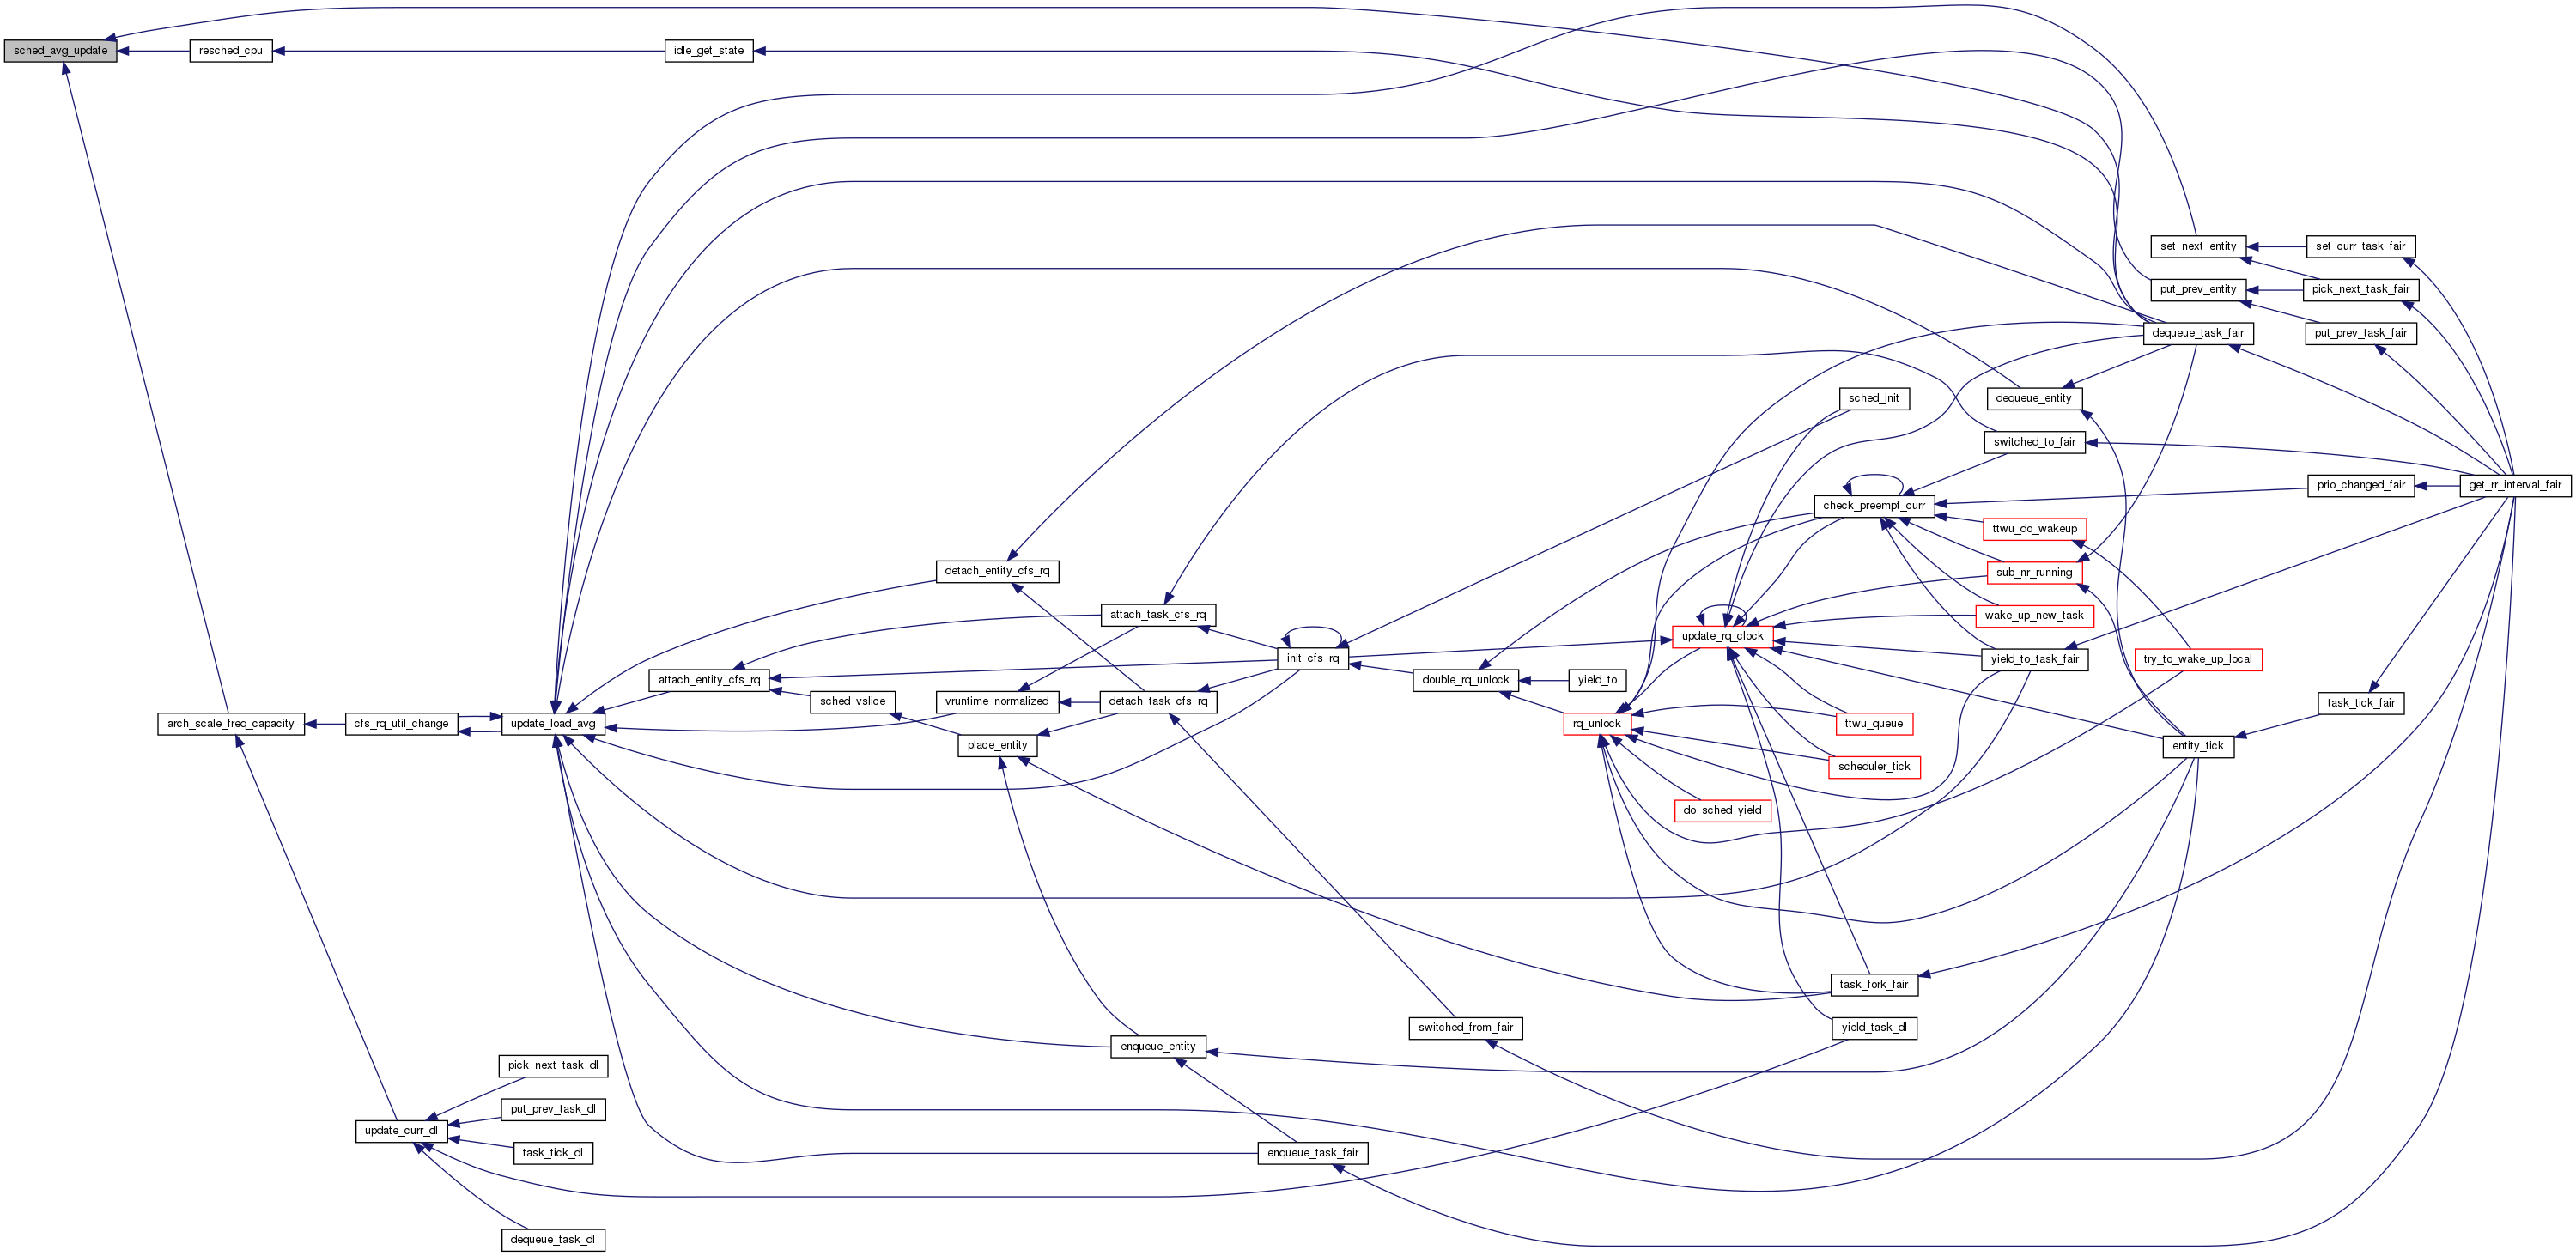 sched_avg_update
resched_cpu
idle_get_state
set_next_entity
set_curr_task_fair
put_prev_entity
pick_next_task_fair
dequeue_task_fair
put_prev_task_fair
sched_init
dequeue_entity
switched_to_fair
prio_changed_fair
get_rr_interval_fair
check_preempt_curr
ttwu_do_wakeup
detach_entity_cfs_rq
sub_nr_running
attach_task_cfs_rq
wake_up_new_task
update_rq_clock
init_cfs_rq
yield_to_task_fair
try_to_wake_up_local
attach_entity_cfs_rq
double_rq_unlock
yield_to
sched_vslice
vruntime_normalized
detach_task_cfs_rq
task_tick_fair
arch_scale_freq_capacity
cfs_rq_util_change
update_load_avg
rq_unlock
ttwu_queue
place_entity
entity_tick
scheduler_tick
do_sched_yield
task_fork_fair
switched_from_fair
yield_task_dl
enqueue_entity
pick_next_task_dl
put_prev_task_dl
update_curr_dl
task_tick_dl
enqueue_task_fair
dequeue_task_dl